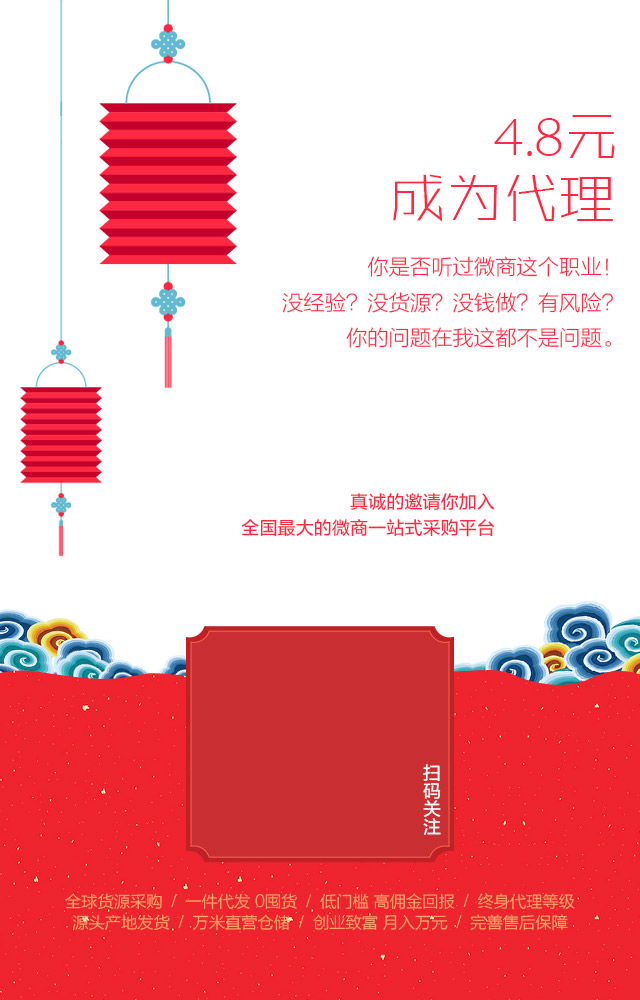 4.8元
成为代理
你是否听过微商这个职业！
没经验？没货源？没钱做？有风险？
你的问题在我这都不是问题。
真诚的邀请你加入
全国最大的微商一站式采购平台
扫码关注
全球货源采购 / 一件代发 0囤货 / 低门槛 高佣金回报 / 终身代理等级
源头产地发货 / 万米直营仓储 / 创业致富 月入万元 / 完善售后保障